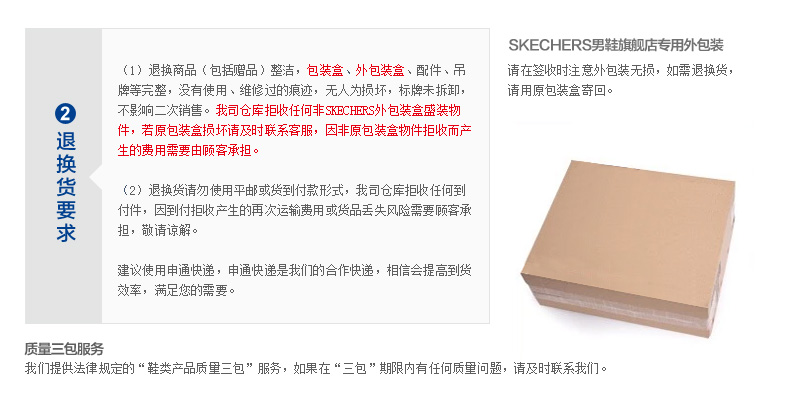 2
退换货要求
（1）退换商品（包括赠品）整洁，包装盒、外包装盒、配件、吊
牌等完整，没有使用、维修过的痕迹，无人为损坏，标牌未拆卸，
不影响二次销售。我司仓库拒收任何非SKECHERS外包装盒盛装物
件，若原包装盒损坏请及时联系客服，因非原包装盒物件拒收而产
生的费用需要由顾客承担。
（2）退换货请勿使用平邮或货到付款形式，我司仓库拒收任何到
付件，因到付拒收产生的再次运输费用或货品丢失风险需要顾客承
担，敬请谅解。
建议使用申通快递，申通快递是我们的合作快递，相信会提高到货
效率，满足您的需要。
SKECHERS男鞋旗舰店专用外包装
请在签收时注意外包装无损，如需退换货，
请用原包装盒寄回。
质量三包服务
我们提供法律规定的“鞋类产品质量三包”服务，如果在“三包”期限内有任何质量问题，请及时联系我们。